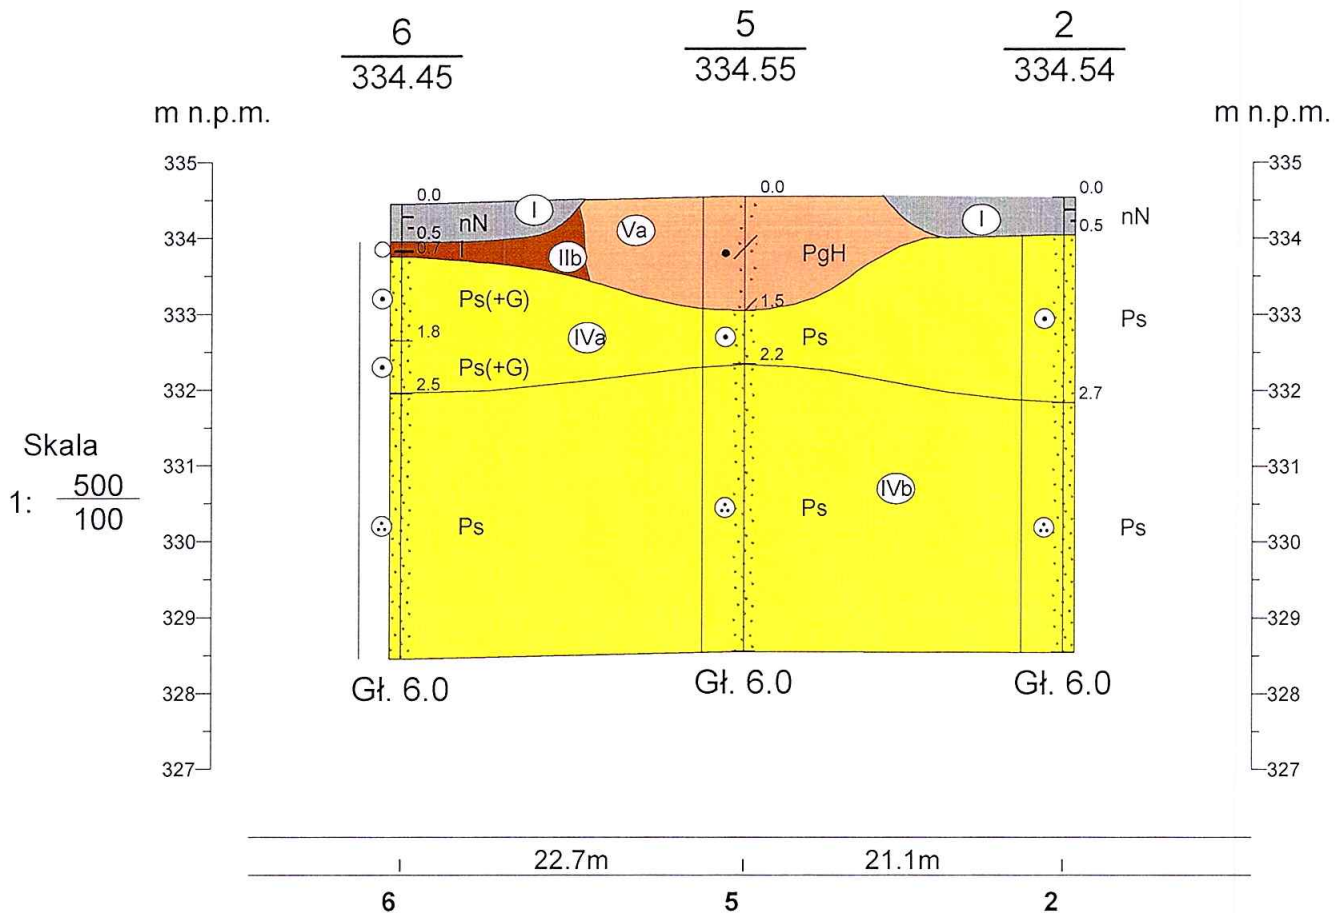 6 5 2
334.45 334.55 334.54
m n.p.m. m n.p.m.
335 335
0.0 0.0 0.0
I I nN
nN 0.5 Va 0.5
334 334
0.7 IIb PgH
Ps(+G) 1.5
333 Ps 333
1.8 IVa Ps
Ps(+G) 2.2
332 2.5 2.7 332
Skala
331 331
1: 500 IVb
100
Ps Ps Ps
330 330
329 329
Gł. 6.0 Gł. 6.0 Gł. 6.0
328 328
327 327
22.7m 21.1m
6 5 2